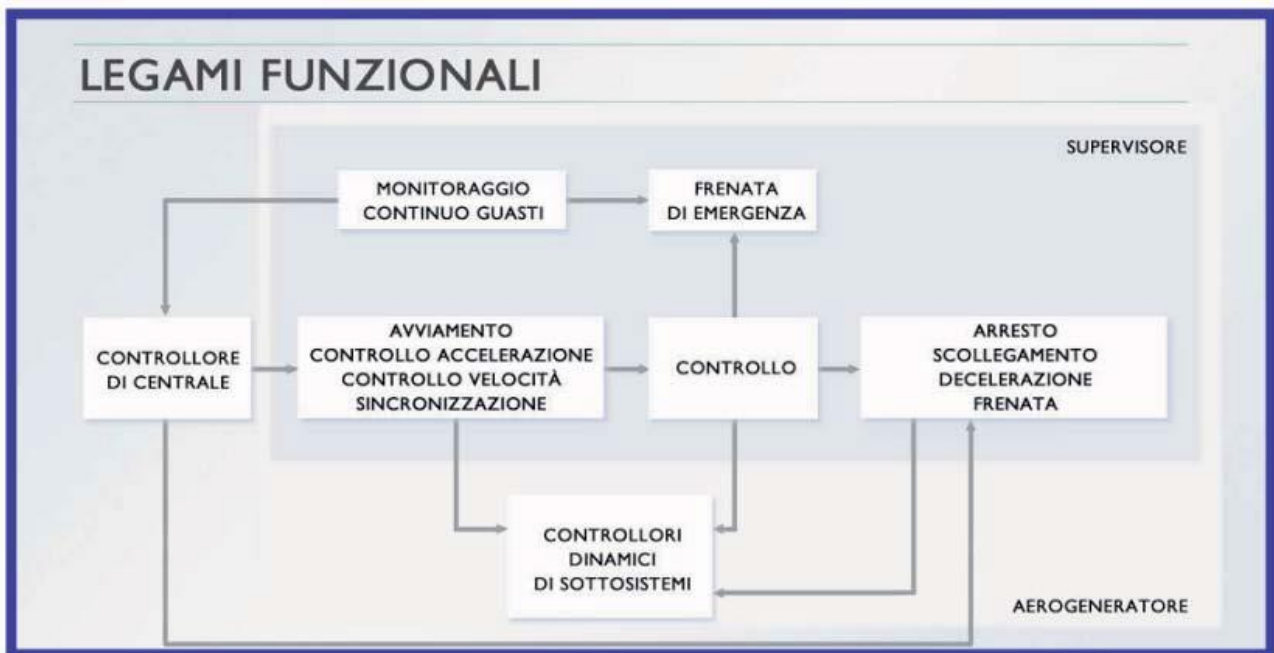 LEGAMI FUNZIONALI
SUPERVISORE
MONITORAGGIO
CONTINUO GUASTI
FRENATA
DI EMERGENZA
CONTROLLORE
DI CENTRALE
AVVIAMENTO
CONTROLLO ACCELERAZIONE
CONTROLLO VELOCITÀ
SINCRONIZZAZIONE
CONTROLLO
ARRESTO
SCOLLEGAMENTO
DECELERAZIONE
FRENATA
CONTROLLORI
DINAMICI
DI SOTTOSISTEMI
AEROGENERATORE